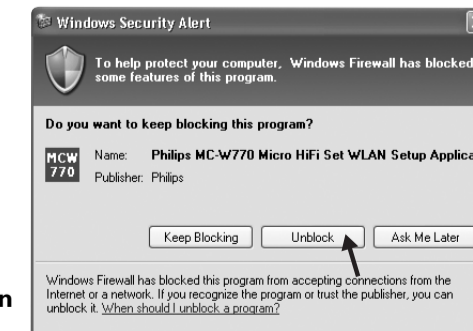 Windows Security Alert
To help protect your computer, Windows Firewall has blocked
some features of this program.
Do you want to keep blocking this program?
MCW
770
Name: Philips MC-W770 Micro HiFi Set WLAN Setup Applica
Publisher: Philips
Keep Blocking Unblock Ask Me Later
Windows Firewall has blocked this program from accepting connections from the
Internet or a network. If you recognize the program or trust the publisher, you can
unblock it. When should I unblock a program?
n